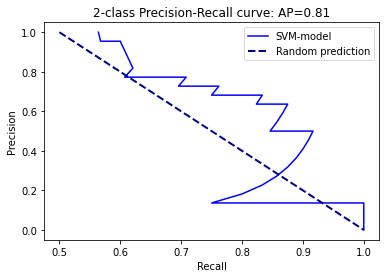 2-class Precision-Recall curve: AP=0.81
SVM-model
Random prediction
Precision
1.0
0.8
0.6
0.4
0.2
0.0
0.5 0.6 0.7 0.8 0.9 1.0
Recall